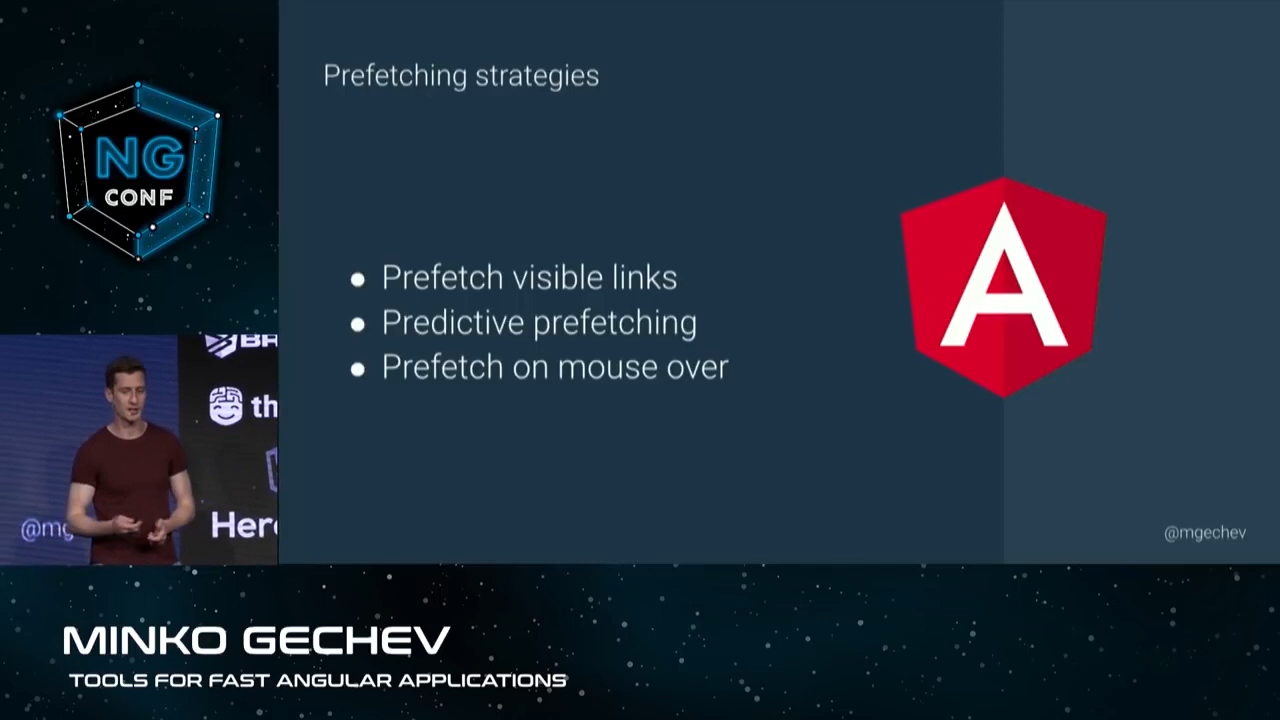 NG
CONF
Prefetching strategies
● Prefetch visible links
● Predictive prefetching
● Prefetch on mouse over
A
@mgechev
MINKO GECHEV
TOOLS FOR FAST ANGULAR APPLICATIONS